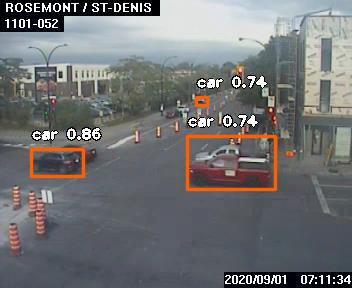 ROSEMONT / ST-DENIS
1101-052
car 0.74
car 0.74
car 0.86
2020/09/01 07:11:34